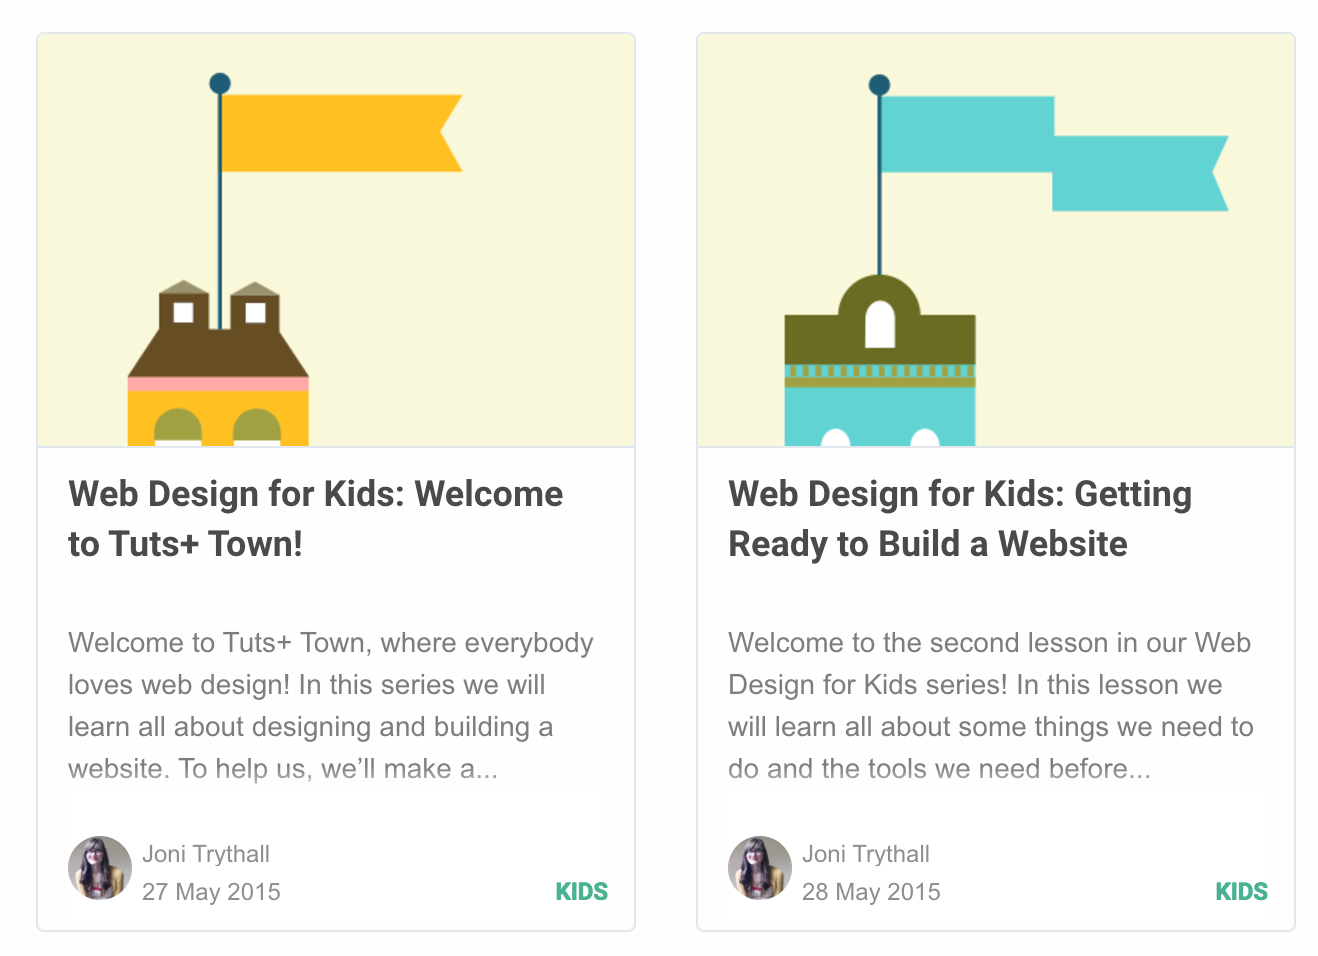 Web Design for Kids: Welcome
to Tuts+ Town!
Welcome to Tuts+ Town, where everybody
loves web design! In this series we will
learn all about designing and building a
website. To help us, we’ll make a...
Joni Trythall
27 May 2015
KIDS
Web Design for Kids: Getting
Ready to Build a Website
Welcome to the second lesson in our Web
Design for Kids series! In this lesson we
will learn all about some things we need to
do and the tools we need before...
Joni Trythall
28 May 2015
KIDS